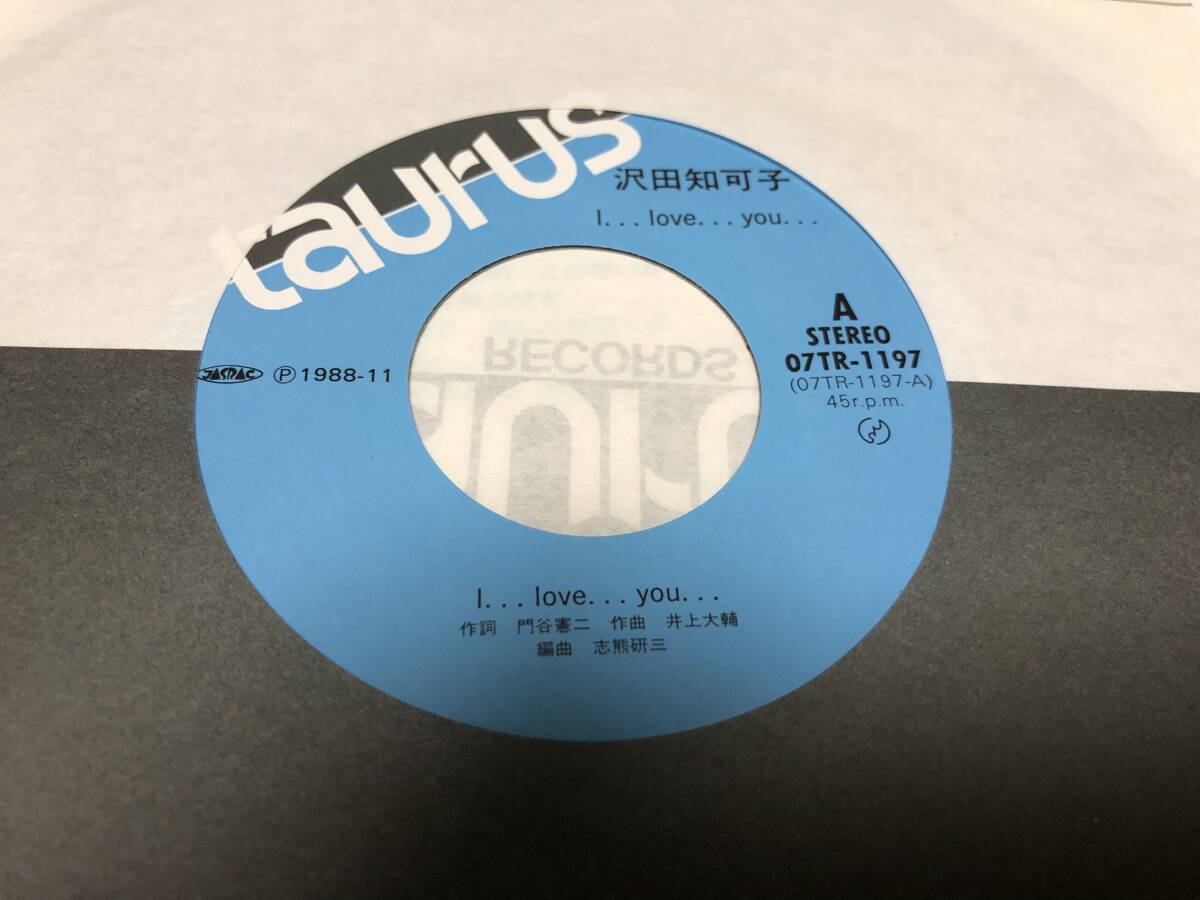 taurus
沢田知可子
I...love...you...
A
STEREO
07TR-1197
(07TR-1197-A)
45r.p.m.
JASRAC Ⓟ1988-11
RECORDS
I...love...you...
作詞 門谷憲二 作曲 井上大輔
編曲 志熊研三